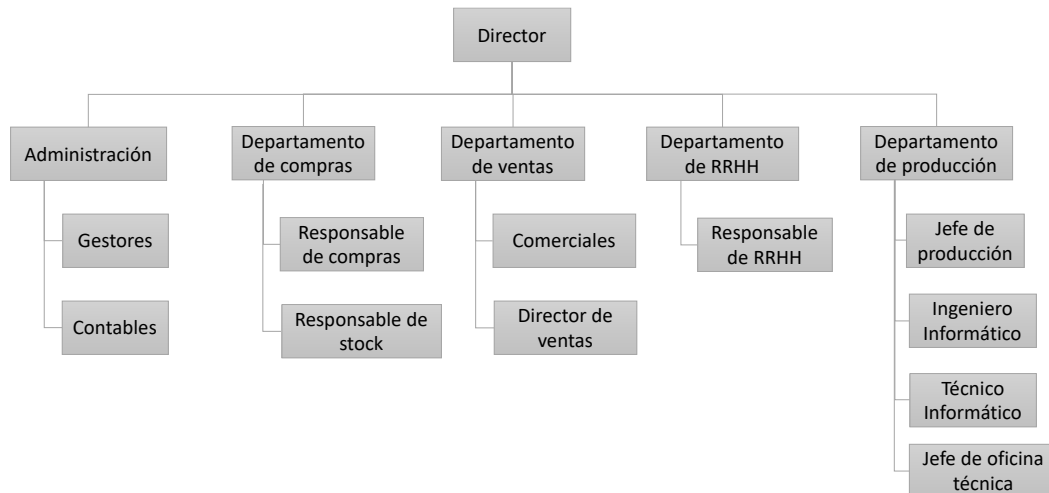 Director
Administración
Departamento
de compras
Departamento
de ventas
Departamento
de RRHH
Departamento
de producción
Gestores
Contables
Responsable
de compras
Responsable de
stock
Comerciales
Director de
ventas
Responsable
de RRHH
Jefe de
producción
Ingeniero
Informático
Técnico
Informático
Jefe de oficina
técnica